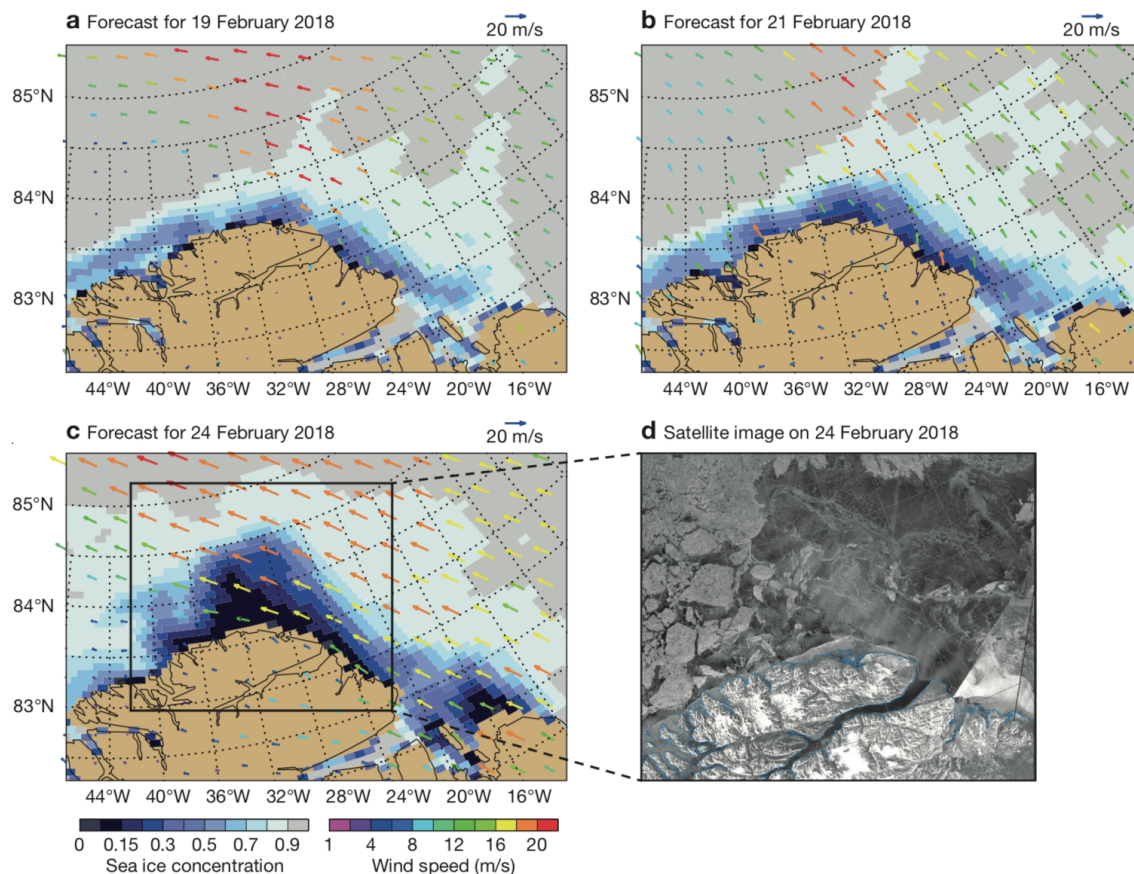 a Forecast for 19 February 2018
20 m/s
85°N
84°N
83°N
44°W 40°W 36°W 32°W 28°W 24°W 20°W 16°W
b Forecast for 21 February 2018
20 m/s
85°N
84°N
83°N
44°W 40°W 36°W 32°W 28°W 24°W 20°W 16°W
c Forecast for 24 February 2018
20 m/s
85°N
84°N
83°N
44°W 40°W 36°W 32°W 28°W 24°W 20°W 16°W
d Satellite image on 24 February 2018
0 0.15 0.3 0.5 0.7 0.9
Sea ice concentration
1 4 8 12 16 20
Wind speed (m/s)